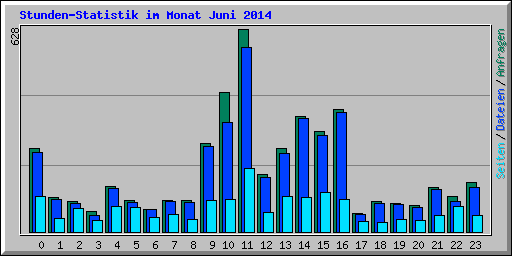 Stunden-Statistik im Monat Juni 2014
628
0 1 2 3 4 5 6 7 8 9 10 11 12 13 14 15 16 17 18 19 20 21 22 23
Seiten / Dateien / Anfragen